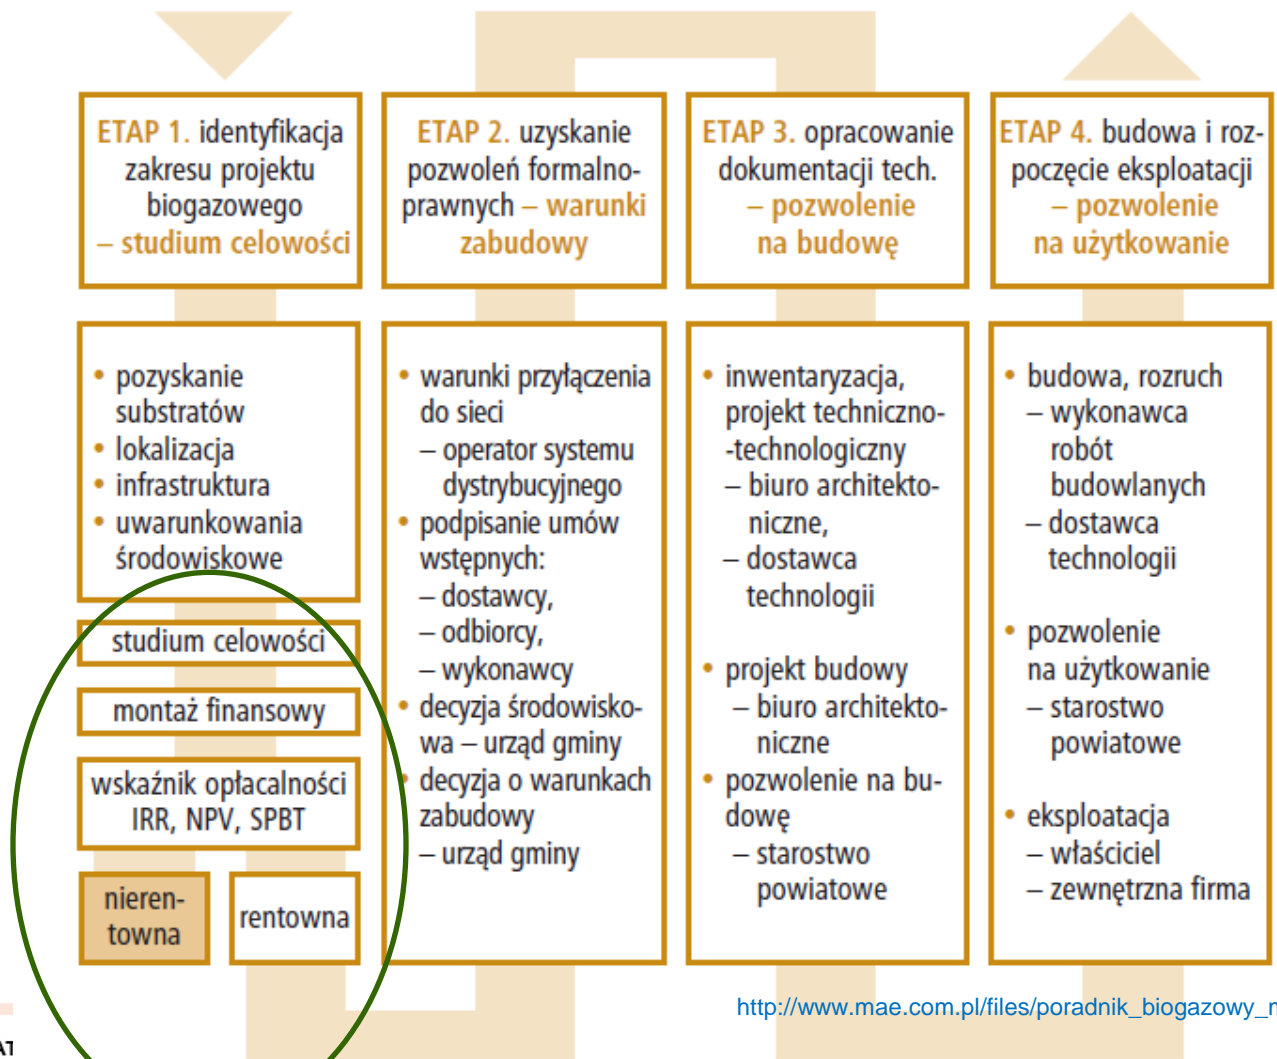 ETAP 1. identyfikacja
zakresu projektu
biogazowego
– studium celowości
• pozyskanie
substratów
• lokalizacja
• infrastruktura
• uwarunkowania
środowiskowe
studium celowości
montaż finansowy
wskaźnik opłacalności
IRR, NPV, SPBT
nieren-
towna
rentowna
ETAP 2. uzyskanie
pozwoleń formalno-
prawnych – warunki
zabudowy
• warunki przyłączenia
do sieci
– operator systemu
dystrybucyjnego
• podpisanie umów
wstępnych:
– dostawcy,
– odbiorcy,
– wykonawcy
• decyzja środowisko-
wa – urząd gminy
• decyzja o warunkach
zabudowy
– urząd gminy
ETAP 3. opracowanie
dokumentacji tech.
– pozwolenie
na budowę
• inwentaryzacja,
projekt techniczno-
-technologiczny
– biuro architekto-
niczne,
– dostawca
technologii
• projekt budowy
– biuro architekto-
niczne
• pozwolenie na bu-
dowę
– starostwo
powiatowe
ETAP 4. budowa i roz-
poczęcie eksploatacji
– pozwolenie
na użytkowanie
• budowa, rozruch
– wykonawca
robót
budowlanych
– dostawca
technologii
• pozwolenie
na użytkowanie
– starostwo
powiatowe
• eksploatacja
– właściciel
– zewnętrzna firma
http://www.mae.com.pl/files/poradnik_biogazowy_